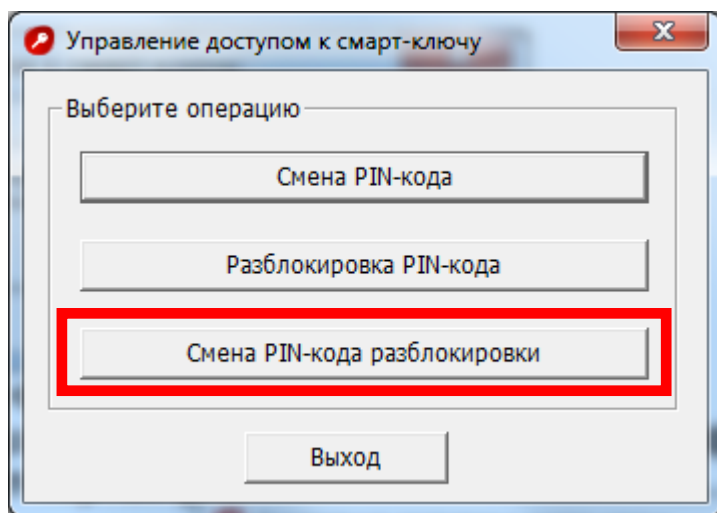 Управление доступом к смарт-ключу
Выберите операцию
Смена PIN-кода
Разблокировка PIN-кода
Смена PIN-кода разблокировки
Выход